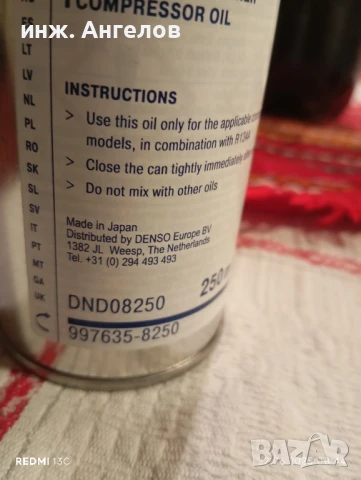 инж. Ангелов
COMPRESSOR OIL
ES
LT
LV
NL
PL
RO
SK
SL
SV
IT
PT
MT
GA
UK
INSTRUCTIONS
> Use this oil only for the applicable
models, in combination with R134A
> Close the can tightly immediately
> Do not mix with other oils
Made in Japan
Distributed by DENSO Europe BV
1382 JL Weesp, The Netherlands
Tel. +31 (0) 294 493 493
250
DND08250
997635-8250
REDMI 13C
BAZAR